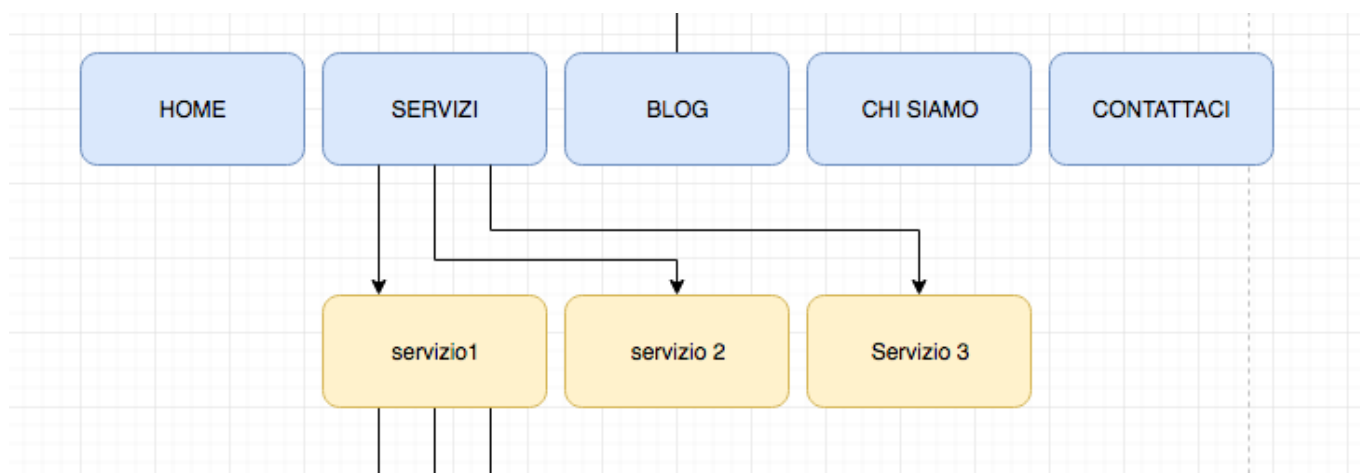 HOME
SERVIZI
BLOG
CHI SIAMO
CONTATTACI
servizio1
servizio 2
Servizio 3